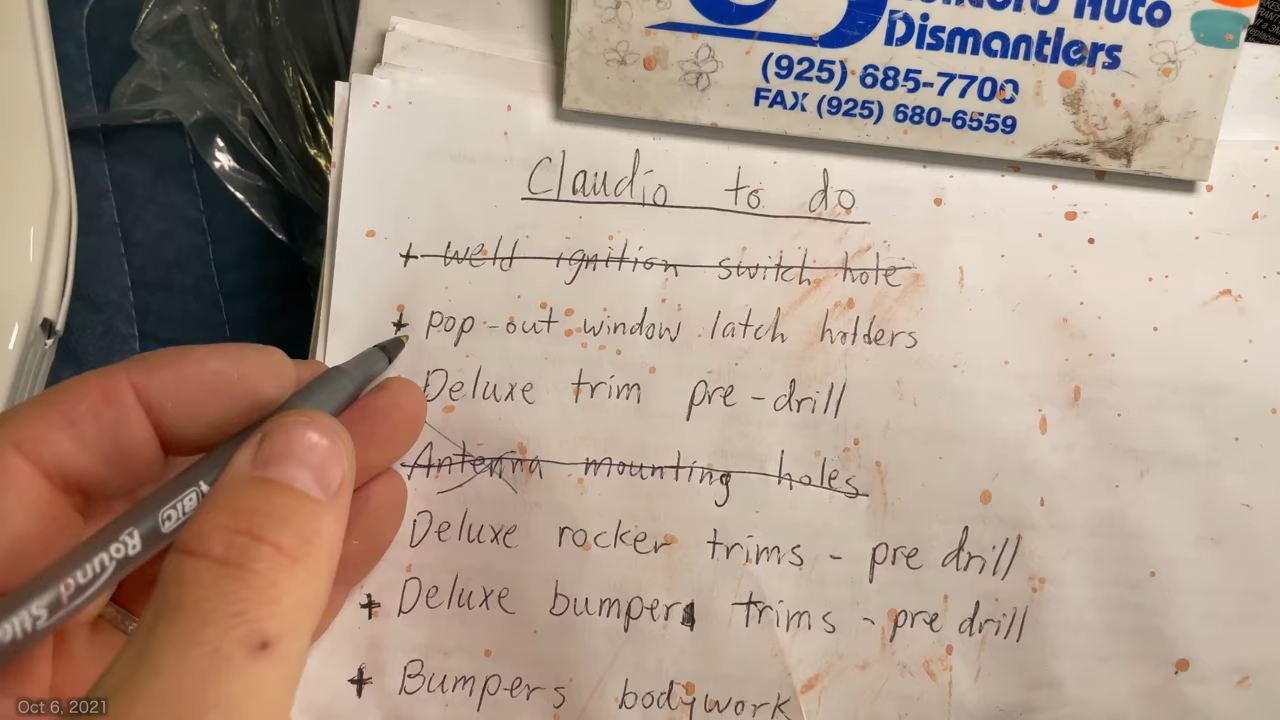 Auto
Dismantlers
(925) 685-7700
FAX (925) 680-6559
Claudio to do
+ weld ignition switch hole
+ pop-out window latch holders
Deluxe trim pre-drill
Antenna mounting holes
Deluxe rocker trims - pre drill
+ Deluxe bumper trims - pre drill
+ Bumpers bodywork
BIC
Round Stic
Oct 6, 2021